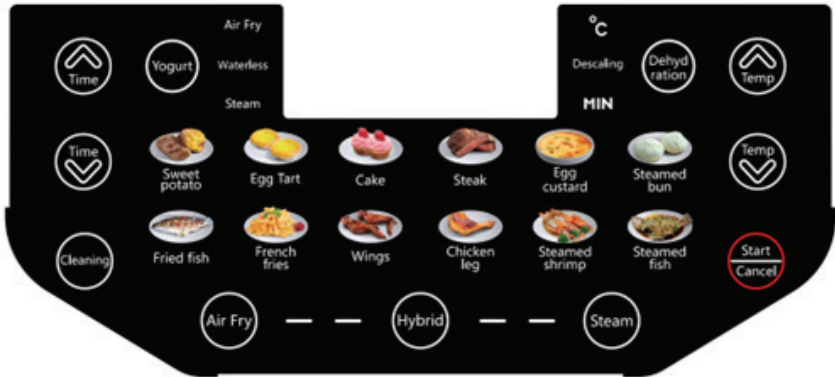 Air Fry
°C
Time
Yogurt
Waterless
Descaling
Dehyd
ration
Temp
Steam
MIN
Time
Sweet
potato
Egg Tart
Cake
Steak
Egg
custard
Steamed
bun
Temp
Cleaning
Fried fish
French
fries
Wings
Chicken
leg
Steamed
shrimp
Steamed
fish
Start
Cancel
Air Fry
Hybrid
Steam